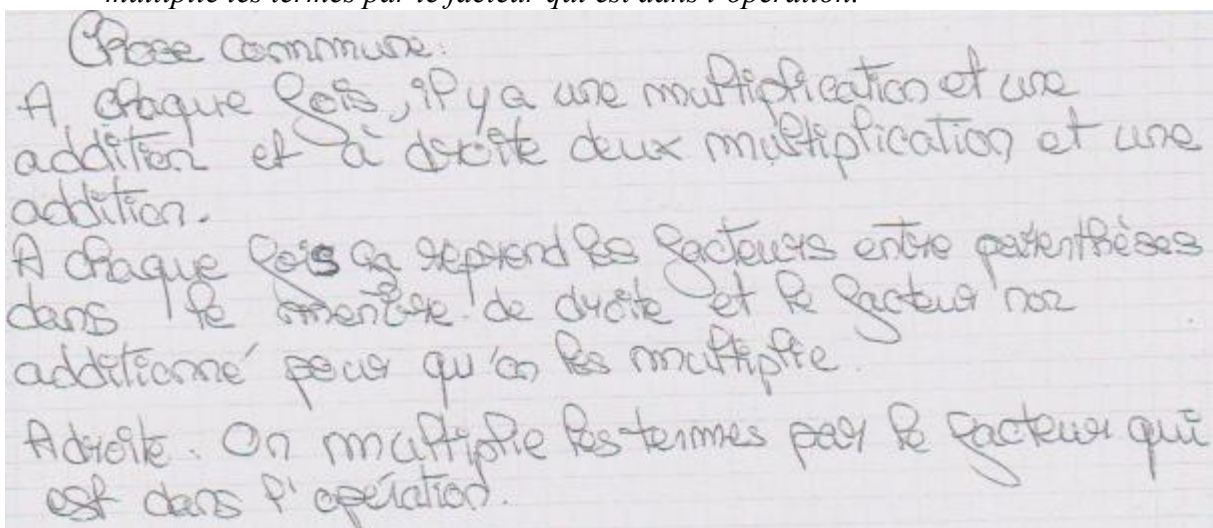 multiplie les termes par le facteur qui est dans l'opération.
Chose commune:
A chaque fois, il y a une multiplication et une
addition et à droite deux multiplication et une
addition.
A chaque fois ça reprend les facteurs entre parenthèses
dans le membre de droite et le facteur non
additionné pour qu'on les multiplie.
A droite. On multiplie les termes par le facteur qui
est dans l'opération.